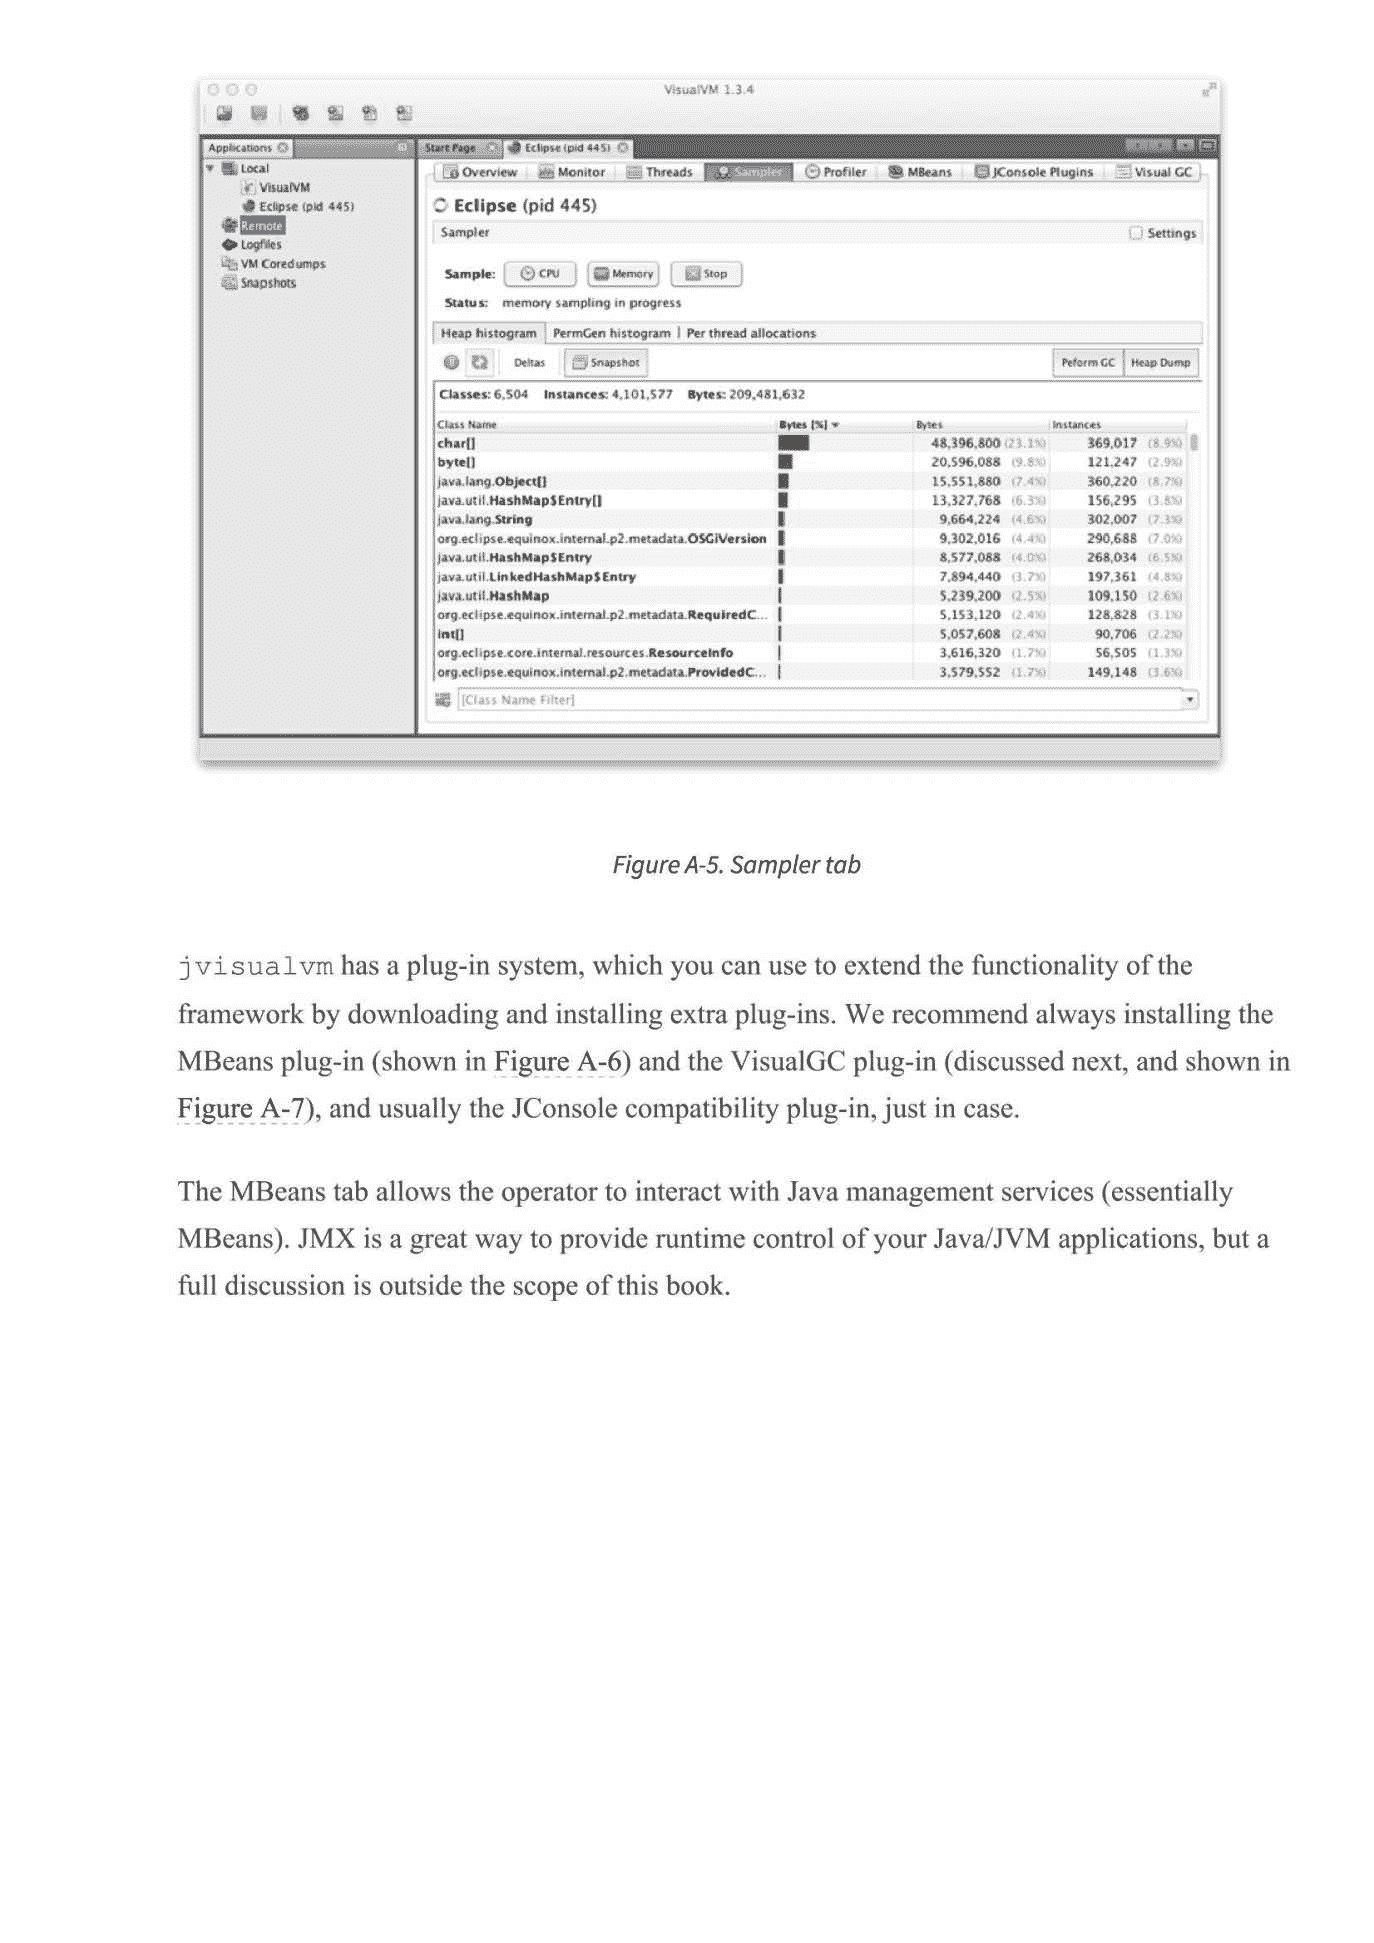 VisualVM 1.3.4
Applications
Start Page
Eclipse (pid 445)
Local
VisualVM
Eclipse (pid 445)
Remote
Logfiles
VM Coredumps
Snapshots
Overview Monitor Threads Sampler Profiler MBeans JConsole Plugins Visual GC
Eclipse (pid 445)
Sampler Settings
Sample: CPU Memory Stop
Status: memory sampling in progress
Heap histogram PermGen histogram | Per thread allocations
Deltas Snapshot Peform GC Heap Dump
Classes: 6,504 Instances: 4,101,577 Bytes: 209,481,632
Class Name Bytes [%] Bytes Instances
char[] 48,396,800 (23.1%) 369,017 (8.9%)
byte[] 20,596,088 (9.8%) 121,247 (2.9%)
java.lang.Object[] 15,551,880 (7.4%) 360,220 (8.7%)
java.util.HashMap$Entry[] 13,327,768 (6.3%) 156,295 (3.8%)
java.lang.String 9,664,224 (4.6%) 302,007 (7.3%)
org.eclipse.equinox.internal.p2.metadata.OSGiVersion 9,302,016 (4.4%) 290,688 (7.0%)
java.util.HashMap$Entry 8,577,088 (4.0%) 268,034 (6.5%)
java.util.LinkedHashMap$Entry 7,894,440 (3.7%) 197,361 (4.8%)
java.util.HashMap 5,239,200 (2.5%) 109,150 (2.6%)
org.eclipse.equinox.internal.p2.metadata.RequiredC... 5,153,120 (2.4%) 128,828 (3.1%)
int[] 5,057,608 (2.4%) 90,706 (2.2%)
org.eclipse.core.internal.resources.ResourceInfo 3,616,320 (1.7%) 56,505 (1.3%)
org.eclipse.equinox.internal.p2.metadata.ProvidedC... 3,579,552 (1.7%) 149,148 (3.6%)
[Class Name Filter]
Figure A-5. Sampler tab
jvisualvm has a plug-in system, which you can use to extend the functionality of the
framework by downloading and installing extra plug-ins. We recommend always installing the
MBeans plug-in (shown in Figure A-6) and the VisualGC plug-in (discussed next, and shown in
Figure A-7), and usually the JConsole compatibility plug-in, just in case.
The MBeans tab allows the operator to interact with Java management services (essentially
MBeans). JMX is a great way to provide runtime control of your Java/JVM applications, but a
full discussion is outside the scope of this book.